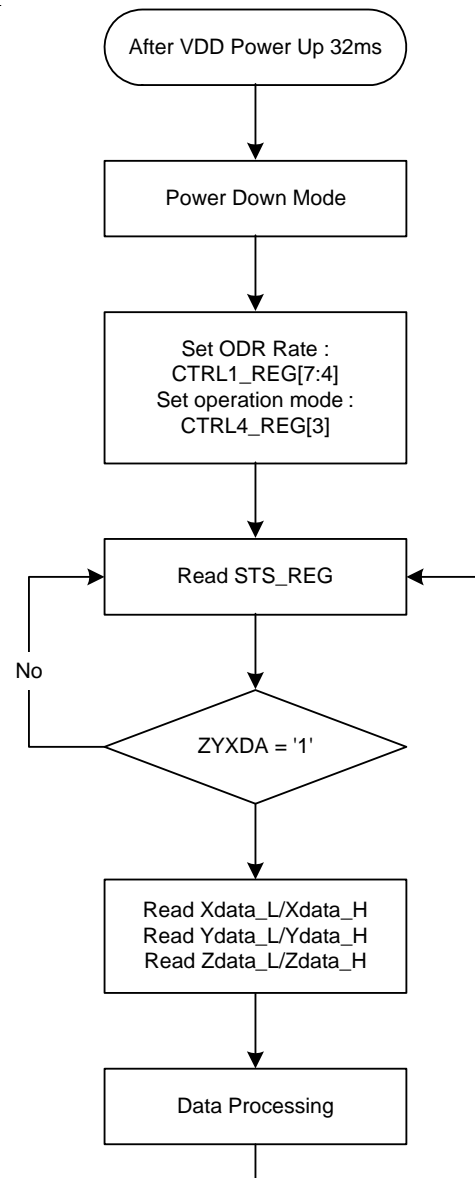 After VDD Power Up 32ms
Power Down Mode
Set ODR Rate :
CTRL1_REG[7:4]
Set operation mode :
CTRL4_REG[3]
Read STS_REG
No
ZYXDA = '1'
Read Xdata_L/Xdata_H
Read Ydata_L/Ydata_H
Read Zdata_L/Zdata_H
Data Processing